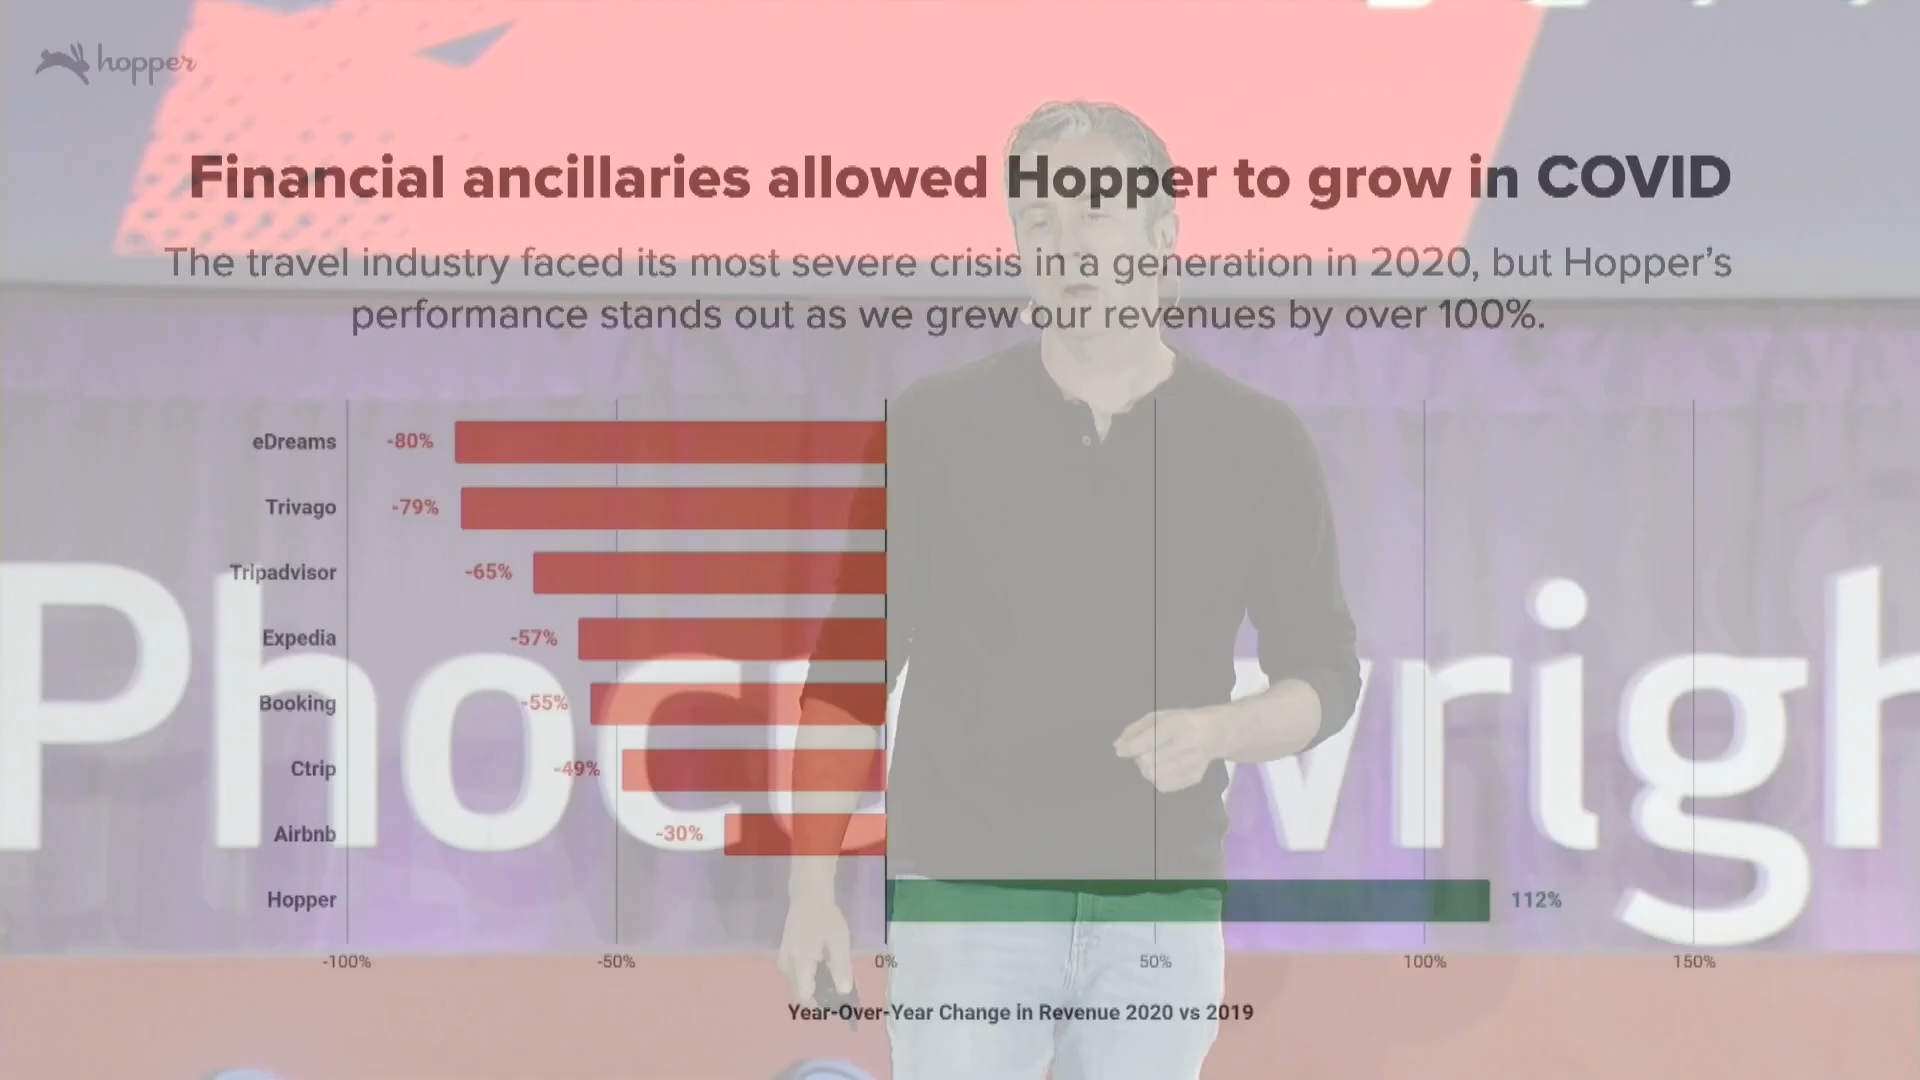 hopper
Financial ancillaries allowed Hopper to grow in COVID
The travel industry faced its most severe crisis in a generation in 2020, but Hopper's
performance stands out as we grew our revenues by over 100%.
eDreams -80%
Trivago -79%
Tripadvisor -65%
Expedia -57%
Booking -55%
Ctrip -49%
Airbnb -30%
Hopper 112%
-100% -50% 0% 50% 100% 150%
Year-Over-Year Change in Revenue 2020 vs 2019